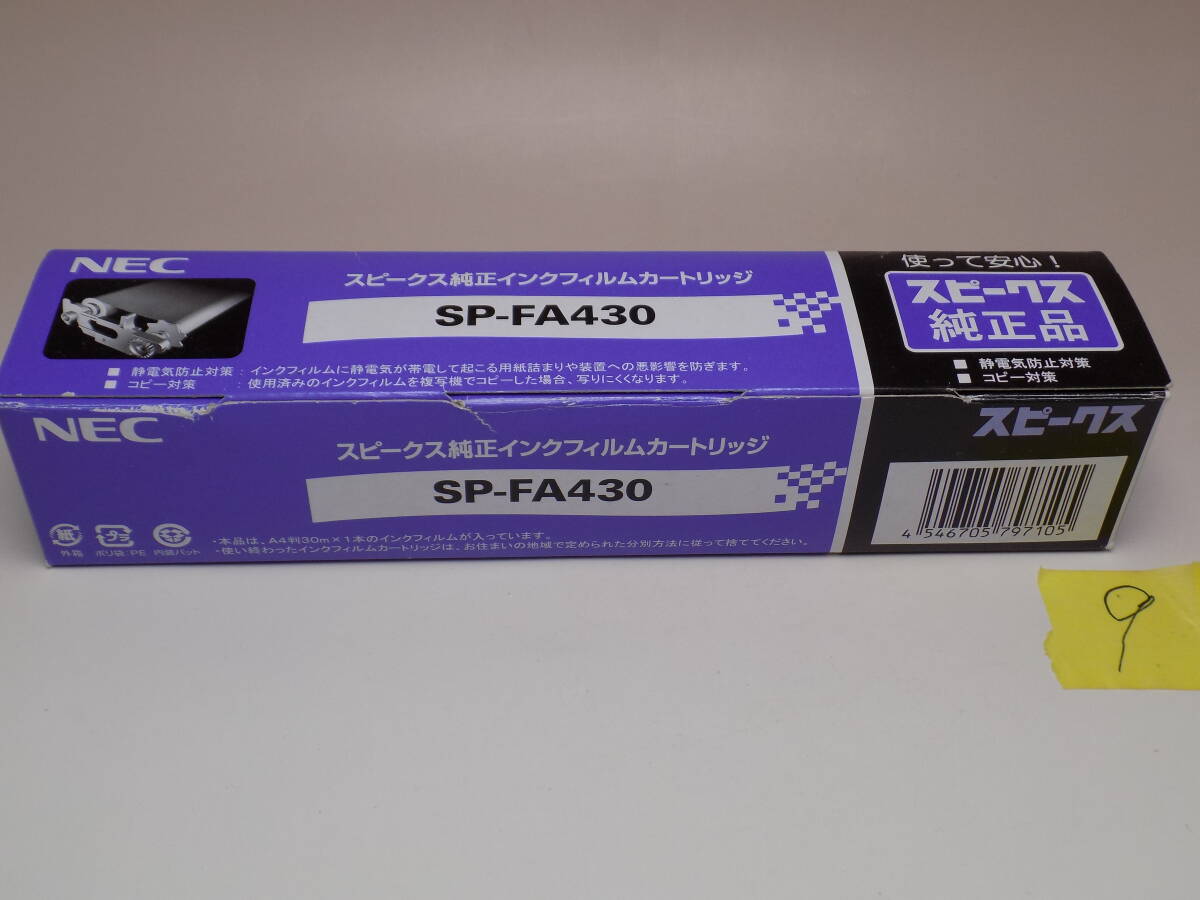 NEC
スピークス純正インクフィルムカートリッジ
SP-FA430
■ 静電気防止対策 : インクフィルムに静電気が帯電して起こる用紙詰まりや装置への悪影響を防ぎます。
■ コピー対策 : 使用済みのインクフィルムを複写機でコピーした場合、写りにくくなります。
使って安心!
スピークス
純正品
■ 静電気防止対策
■ コピー対策
NEC
スピークス純正インクフィルムカートリッジ
SP-FA430
紙
外箱
プラ
ポリ袋:PE
内装パット
・本品は、A4判30m×1本のインクフィルムが入っています。
・使い終わったインクフィルムカートリッジは、お住まいの地域で定められた分別方法に従って捨ててください。
スピークス
4 546705 797105
9